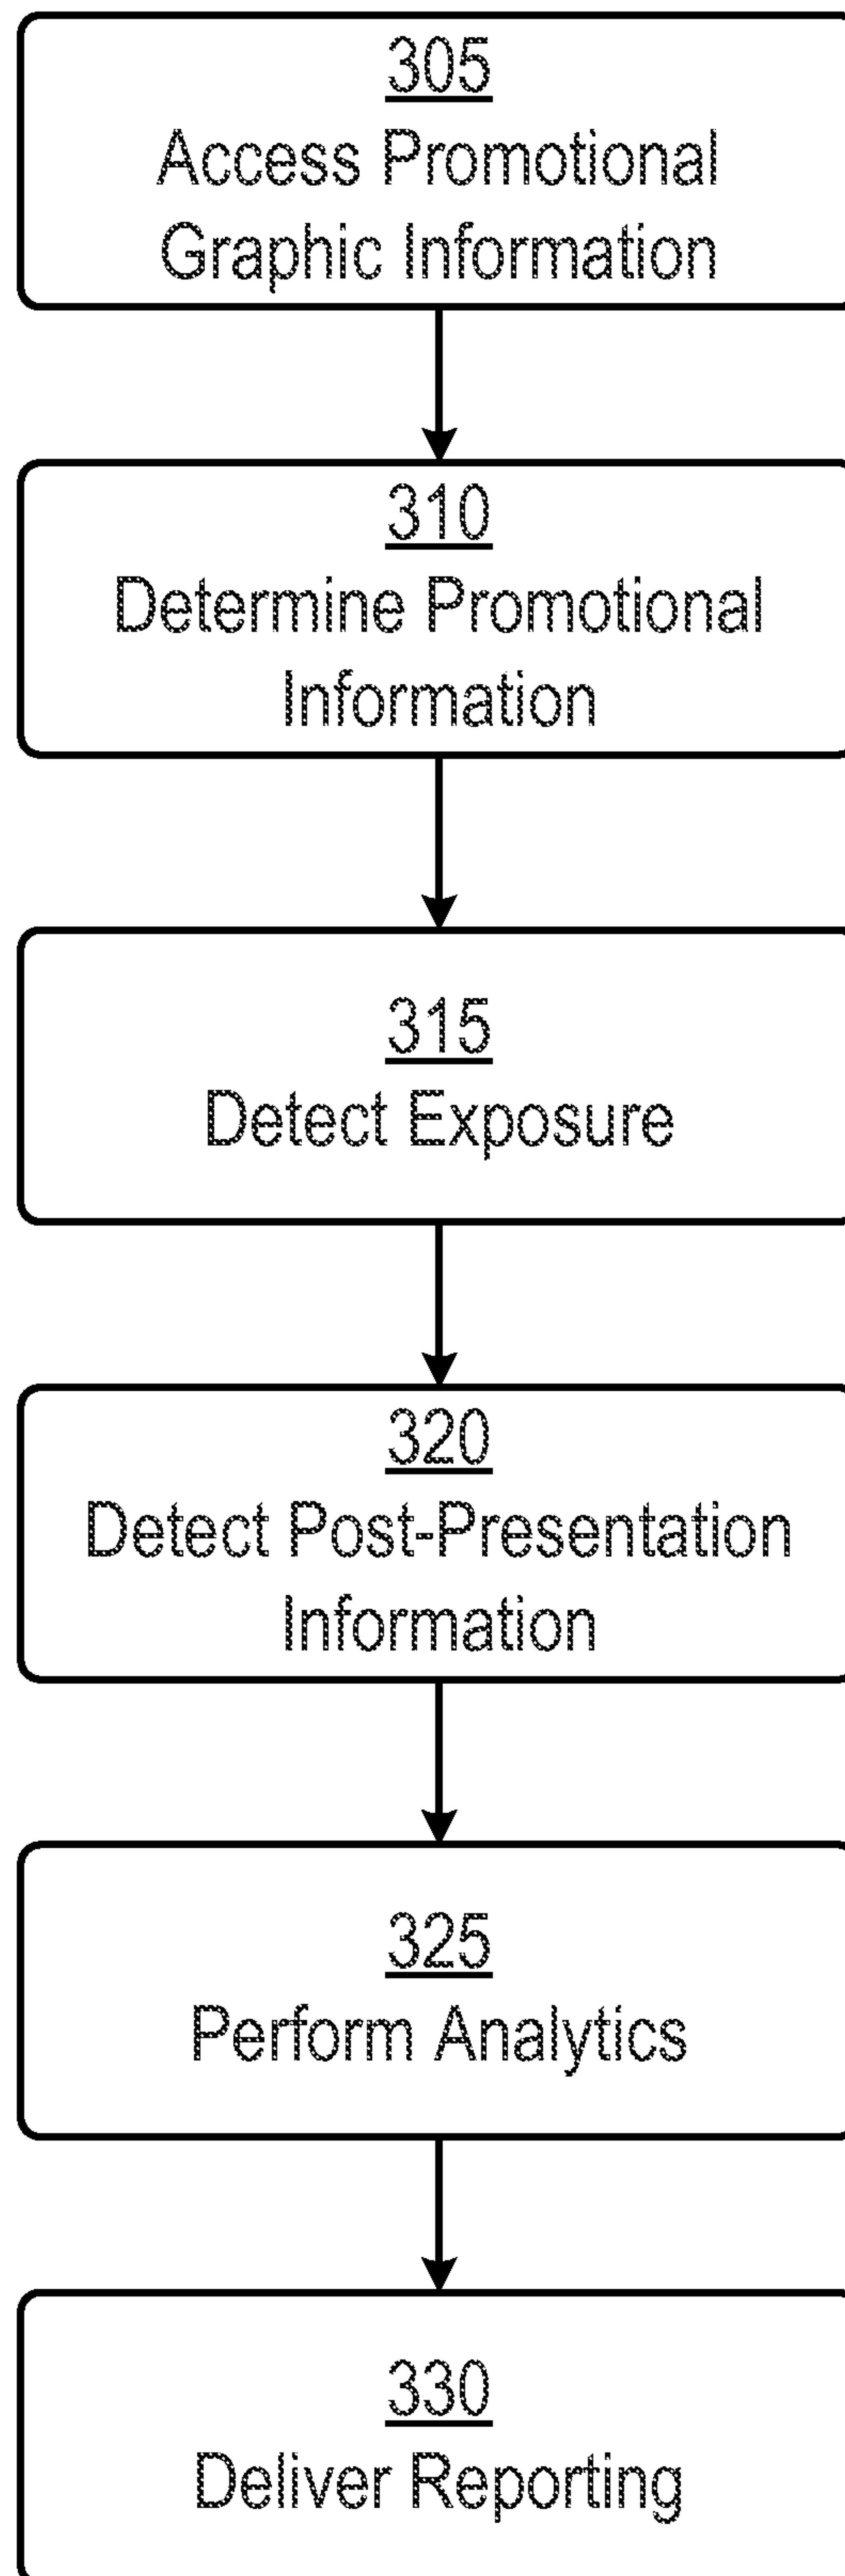 305
Access Promotional
Graphic Information
310
Determine Promotional
Information
315
Detect Exposure
320
Detect Post-Presentation
Information
325
Perform Analytics
330
Deliver Reporting